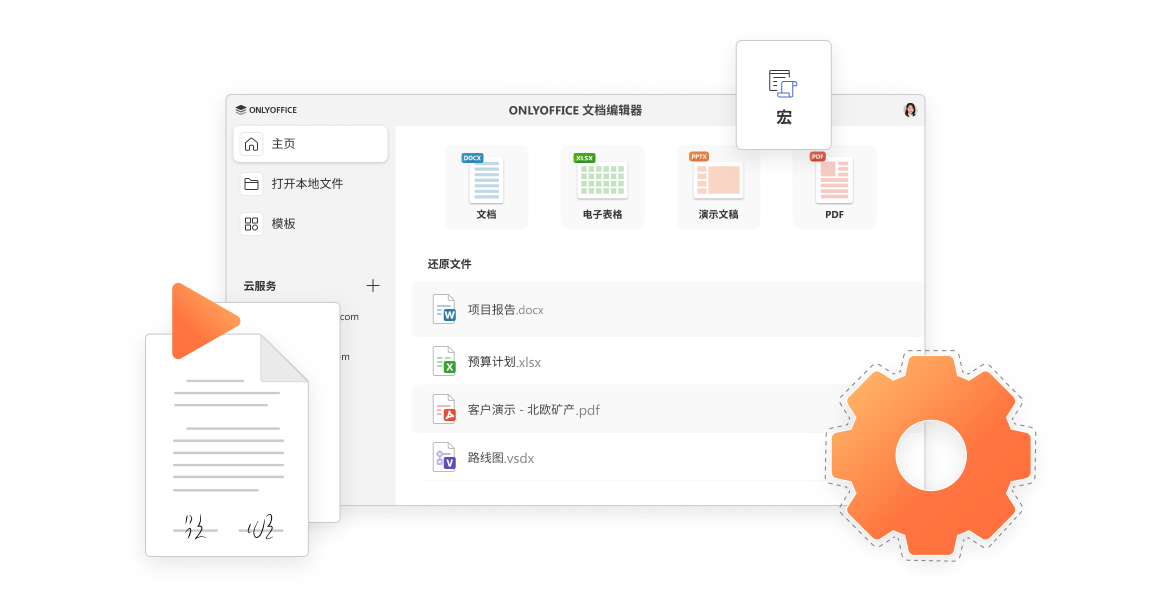 宏
ONLYOFFICE
ONLYOFFICE 文档编辑器
主页
打开本地文件
模板
云服务
com
m
DOCX
文档
XLSX
电子表格
PPTX
演示文稿
PDF
PDF
还原文件
项目报告.docx
预算计划.xlsx
客户演示 - 北欧矿产.pdf
路线图.vsdx